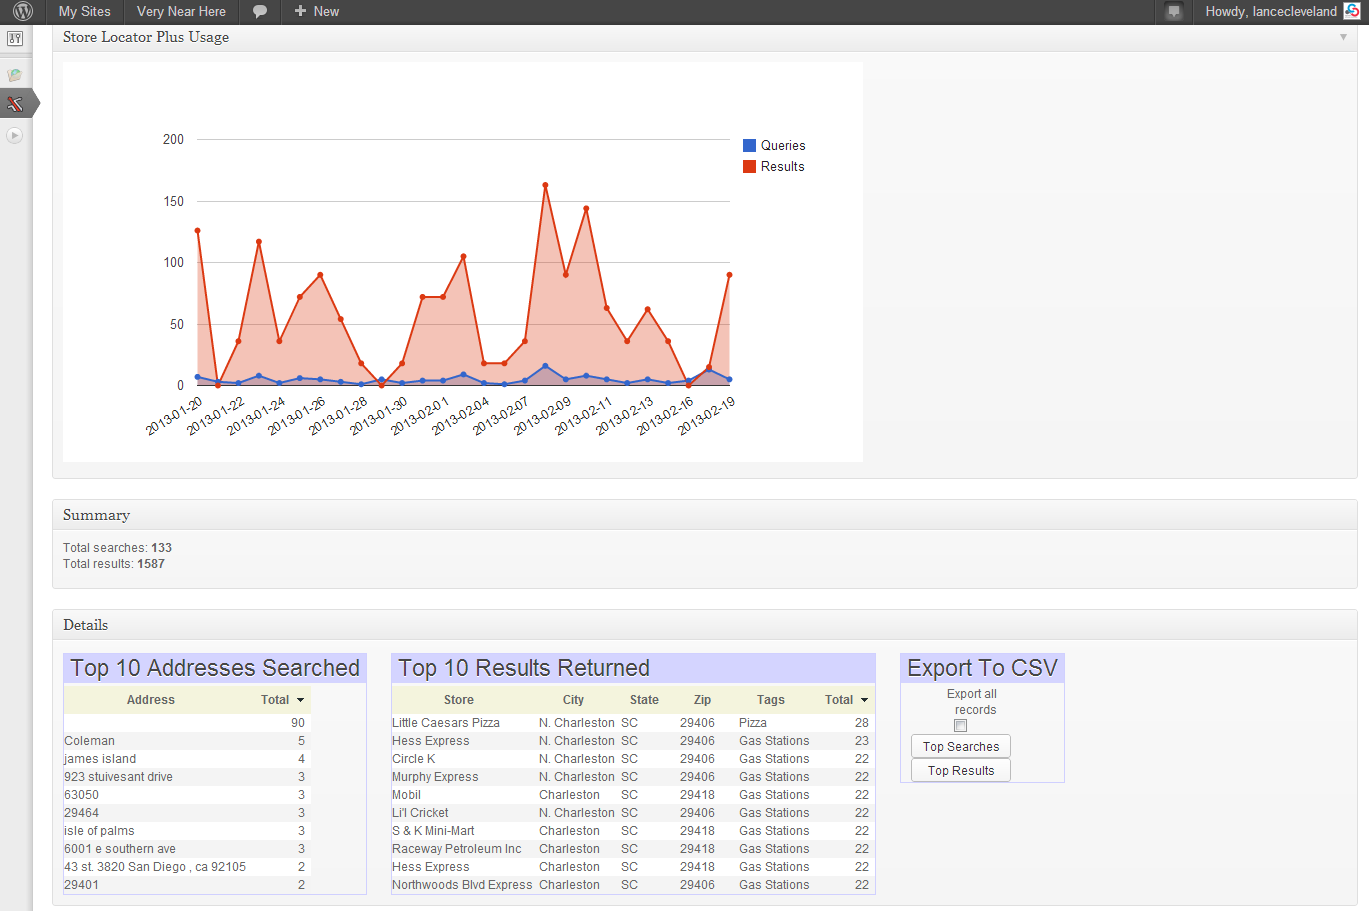 My Sites Very Near Here New Howdy, lancecleveland
Store Locator Plus Usage
200
150
100
50
0
Queries
Results
2013-01-20 2013-01-22 2013-01-24 2013-01-26 2013-01-28 2013-01-30 2013-02-01 2013-02-04 2013-02-07 2013-02-09 2013-02-11 2013-02-13 2013-02-16 2013-02-19
Summary
Total searches: 133
Total results: 1587
Details
Top 10 Addresses Searched
Address Total
90
Coleman 5
james island 4
923 stuivesant drive 3
63050 3
29464 3
isle of palms 3
6001 e southern ave 3
43 st. 3820 San Diego , ca 92105 2
29401 2
Top 10 Results Returned
Store City State Zip Tags Total
Little Caesars Pizza N. Charleston SC 29406 Pizza 28
Hess Express N. Charleston SC 29406 Gas Stations 23
Circle K N. Charleston SC 29406 Gas Stations 22
Murphy Express N. Charleston SC 29406 Gas Stations 22
Mobil Charleston SC 29418 Gas Stations 22
Li'l Cricket N. Charleston SC 29406 Gas Stations 22
S & K Mini-Mart Charleston SC 29418 Gas Stations 22
Raceway Petroleum Inc Charleston SC 29418 Gas Stations 22
Hess Express Charleston SC 29418 Gas Stations 22
Northwoods Blvd Express Charleston SC 29406 Gas Stations 22
Export To CSV
Export all
records
Top Searches
Top Results